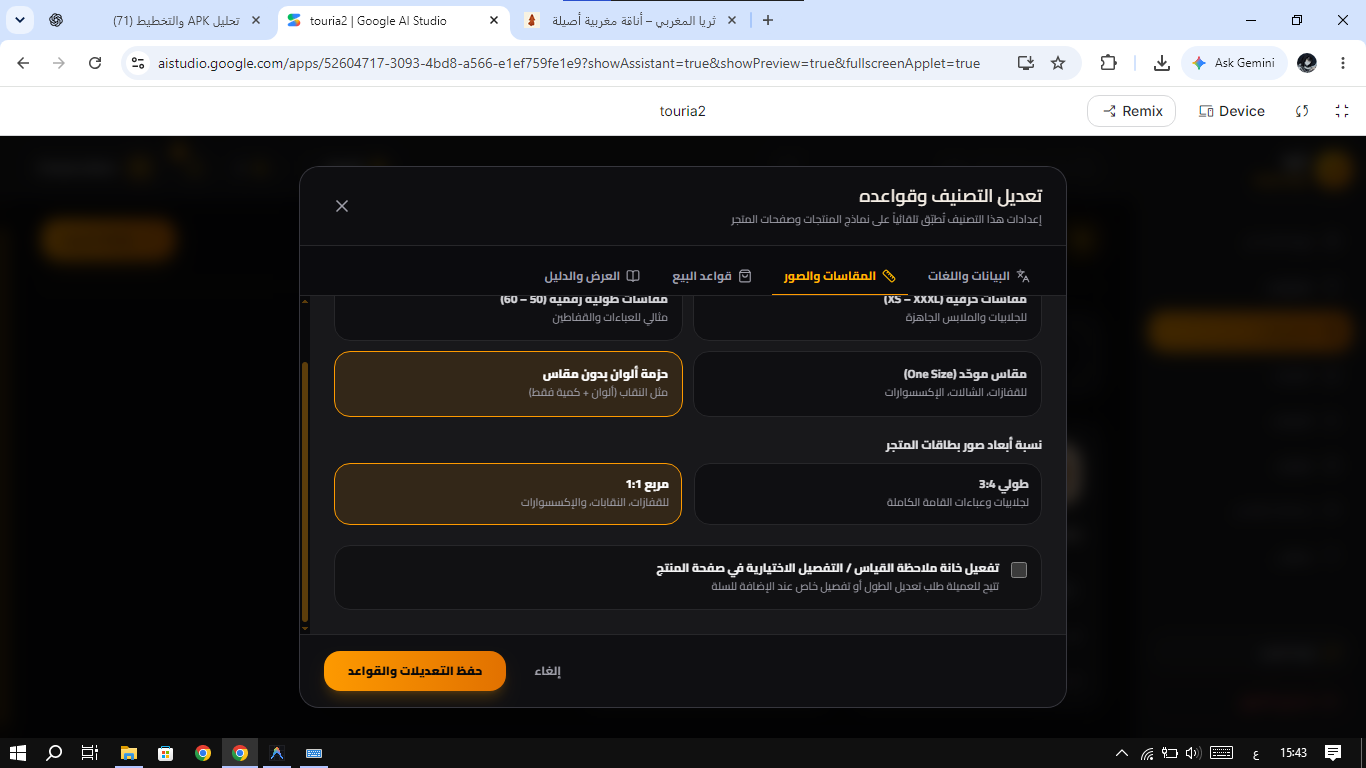 تحليل APK والتخطيط (71)
touria2 | Google AI Studio
ثريا المغربي – أناقة مغربية أصيلة
aistudio.google.com/apps/52604717-3093-4bd8-a566-e1ef759fe1e9?showAssistant=true&showPreview=true&fullscreenApplet=true
Ask Gemini
touria2
Remix
Device
تعديل التصنيف وقواعده
إعدادات هذا التصنيف تُطبّق تلقائياً على نماذج المنتجات وصفحات المتجر
البيانات واللغات
المقاسات والصور
قواعد البيع
العرض والدليل
مقاسات حرفية (XS – XXXL)
للجلابيات والملابس الجاهزة
مقاسات طولية رقمية (50 – 60)
مثالي للعباءات والقفاطين
مقاس موحّد (One Size)
للقفازات، الشالات، الإكسسوارات
حزمة ألوان بدون مقاس
مثل النقاب (ألوان + كمية فقط)
نسبة أبعاد صور بطاقات المتجر
طولي 3:4
لجلابيات وعباءات القامة الكاملة
مربع 1:1
للقفازات، النقابات، والإكسسوارات
تفعيل خانة ملاحظة القياس / التفصيل الاختيارية في صفحة المنتج
تتيح للعميلة طلب تعديل الطول أو تفصيل خاص عند الإضافة للسلة
إلغاء
حفظ التعديلات والقواعد
ع
15:43